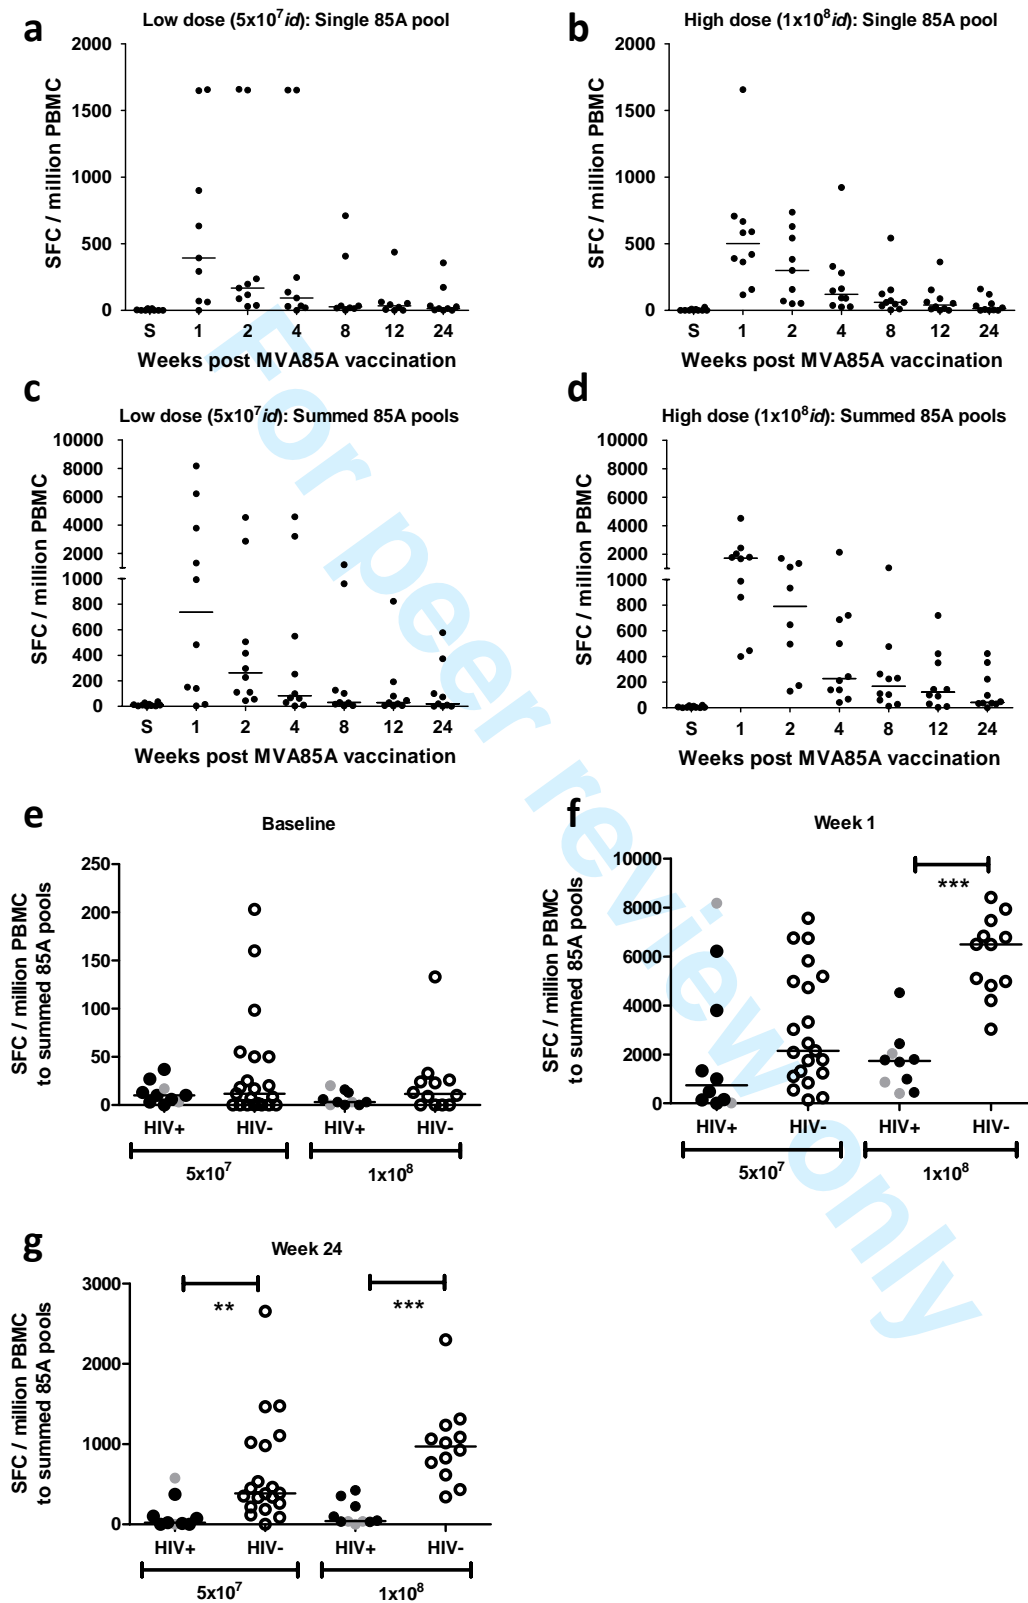 a
Low dose (5x10⁷id): Single 85A pool
SFC / million PBMC
2000
1500
1000
500
0
S 1 2 4 8 12 24
Weeks post MVA85A vaccination
b
High dose (1x10⁸id): Single 85A pool
SFC / million PBMC
2000
1500
1000
500
0
S 1 2 4 8 12 24
c
Low dose (5x10⁷id): Summed 85A pools
SFC / million PBMC
10000
8000
6000
4000
2000
1000
800
600
400
200
0
S 1 2 4 8 12 24
Weeks post MVA85A vaccination
d
High dose (1x10⁸id): Summed 85A pools
SFC / million PBMC
10000
8000
6000
4000
2000
1000
800
600
400
200
0
S 1 2 4 8 12 24
Weeks post MVA85A vaccination
Weeks post MVA85A vaccination
e
Baseline
SFC / million PBMC
to summed 85A pools
250
200
150
100
50
0
HIV+ HIV- HIV+ HIV-
5x10⁷ 1x10⁸
f
Week 1
SFC / million PBMC
to summed 85A pools
10000
8000
6000
4000
2000
0
***
HIV+ HIV- HIV+ HIV-
5x10⁷ 1x10⁸
g
Week 24
SFC / million PBMC
to summed 85A pools
3000
2000
1000
0
** ***
HIV+ HIV- HIV+ HIV-
5x10⁷ 1x10⁸
For peer review only